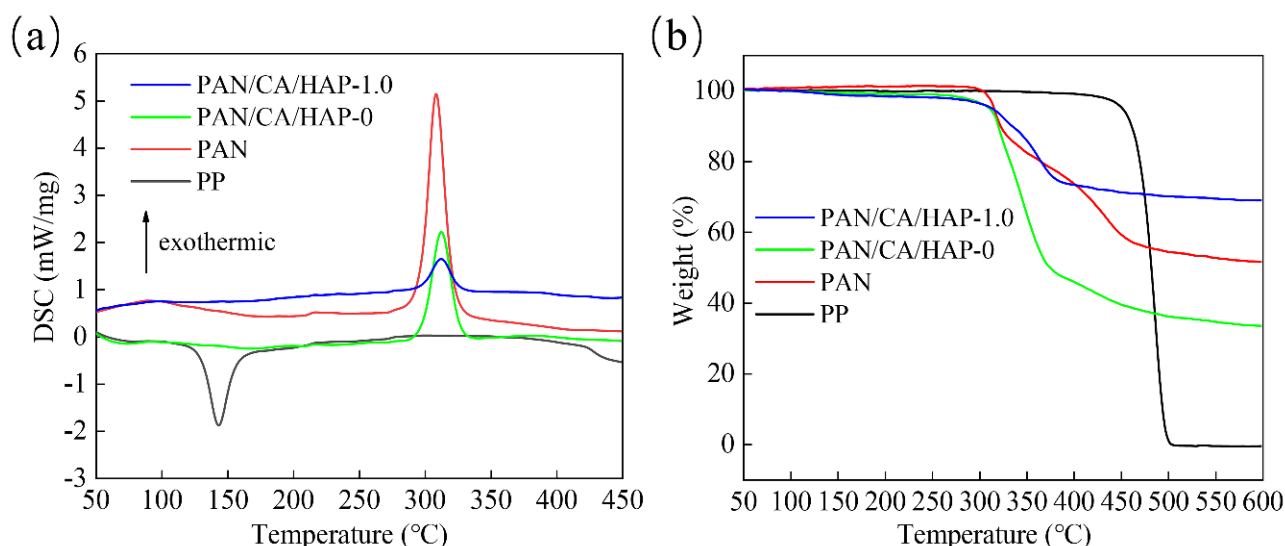 (a)
DSC (mW/mg)
6
5
4
3
2
1
0
-1
-2
-3
PAN/CA/HAP-1.0
PAN/CA/HAP-0
PAN
PP
exothermic
50 100 150 200 250 300 350 400 450
Temperature (℃)
(b)
Weight (%)
100
80
60
40
20
0
PAN/CA/HAP-1.0
PAN/CA/HAP-0
PAN
PP
50 100 150 200 250 300 350 400 450 500 550 600
Temperature (℃)